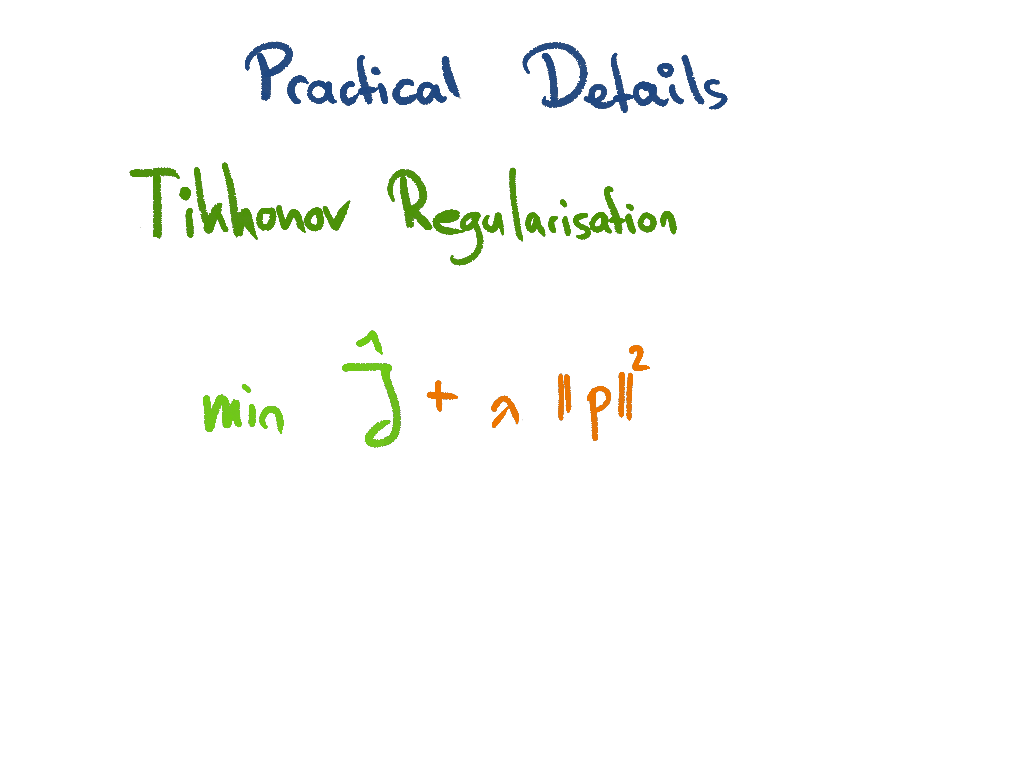 Practical Details
Tikhonov Regularisation
min Ĵ + λ ‖p‖²